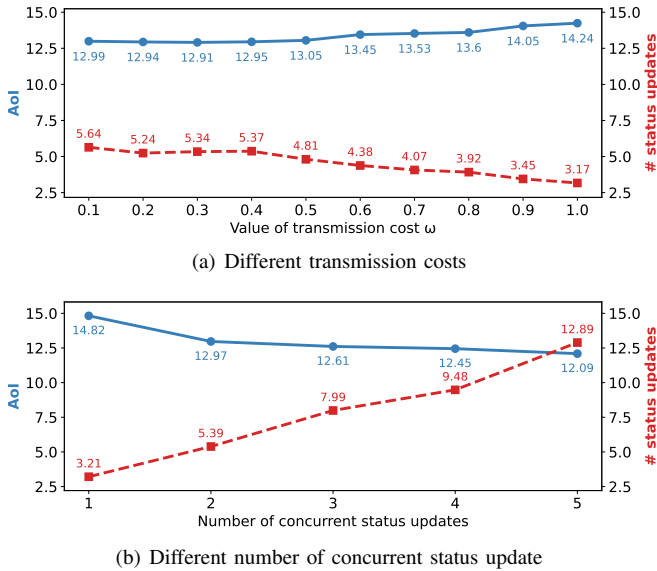 15.0
12.5
10.0
7.5
5.0
2.5
AoI
12.99 12.94 12.91 12.95 13.05 13.45 13.53 13.6 14.05 14.24
5.64 5.24 5.34 5.37 4.81 4.38 4.07 3.92 3.45 3.17
15.0
12.5
10.0
7.5
5.0
2.5
# status updates
0.1 0.2 0.3 0.4 0.5 0.6 0.7 0.8 0.9 1.0
Value of transmission cost ω
(a) Different transmission costs
15.0
12.5
10.0
7.5
5.0
2.5
AoI
14.82 12.97 12.61 12.45 12.09
3.21 5.39 7.99 9.48 12.89
15.0
12.5
10.0
7.5
5.0
2.5
# status updates
1 2 3 4 5
Number of concurrent status updates
(b) Different number of concurrent status update